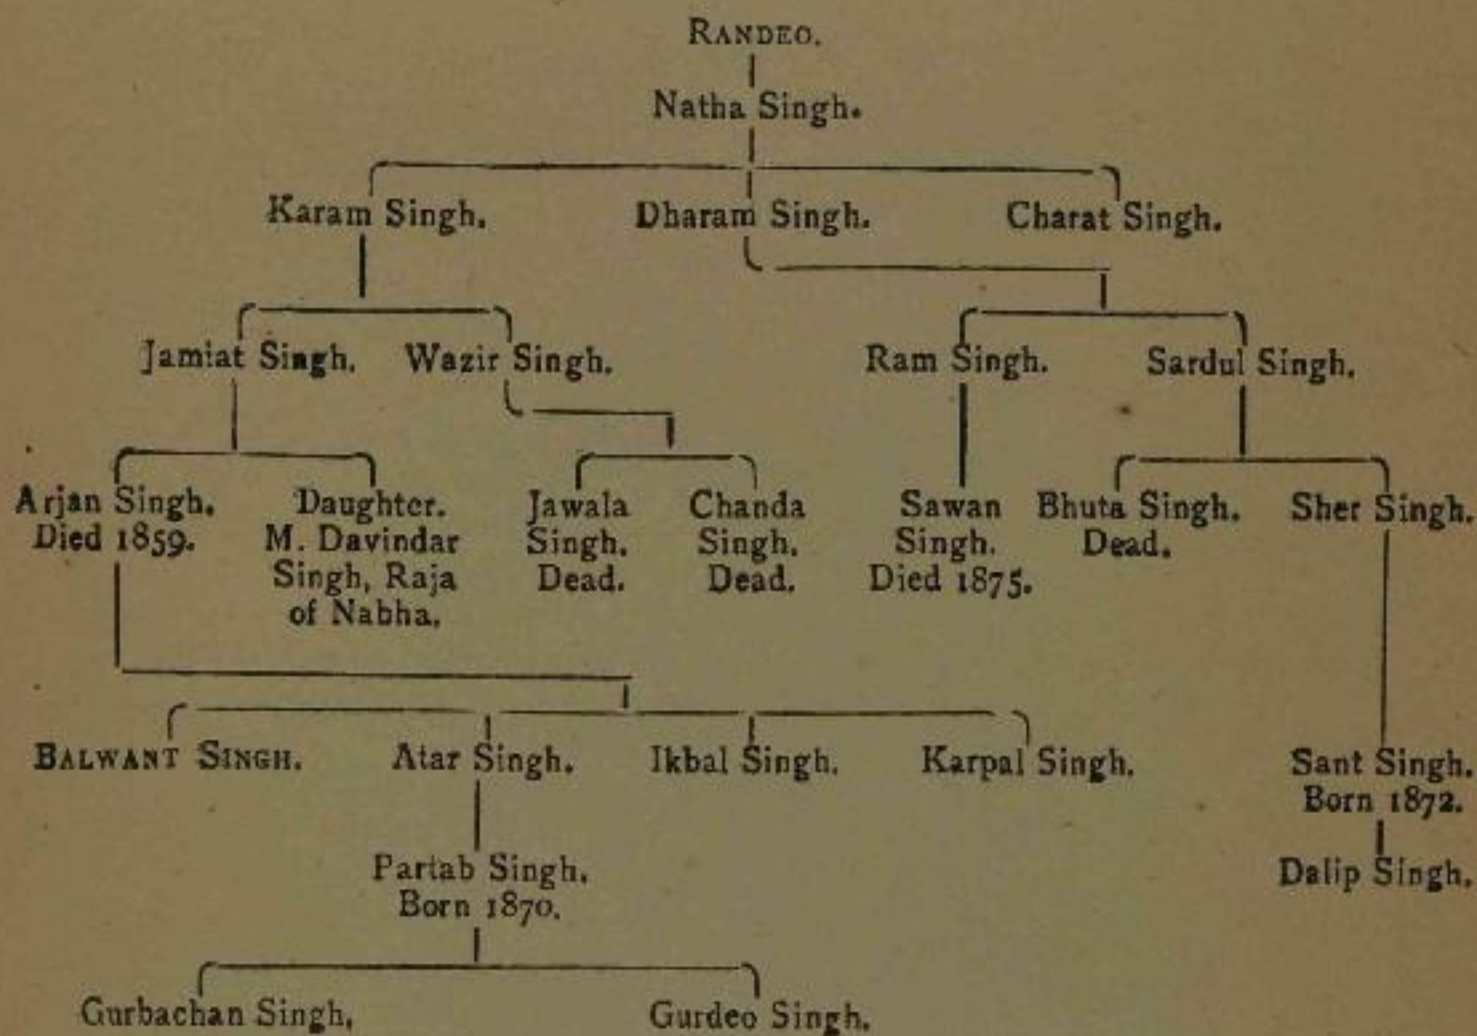 RANDEO.
Natha Singh.
Karam Singh. Dharam Singh. Charat Singh.
Jamiat Singh. Wazir Singh. Ram Singh. Sardul Singh.
Arjan Singh.
Died 1859.
Daughter.
M. Davindar
Singh, Raja
of Nabha.
Jawala
Singh.
Dead.
Chanda
Singh.
Dead.
Sawan
Singh.
Died 1875.
Bhuta Singh.
Dead.
Sher Singh.
BALWANT SINGH. Atar Singh. Ikbal Singh. Karpal Singh.
Sant Singh.
Born 1872.
Partab Singh.
Born 1870.
Dalip Singh.
Gurbachan Singh. Gurdeo Singh.